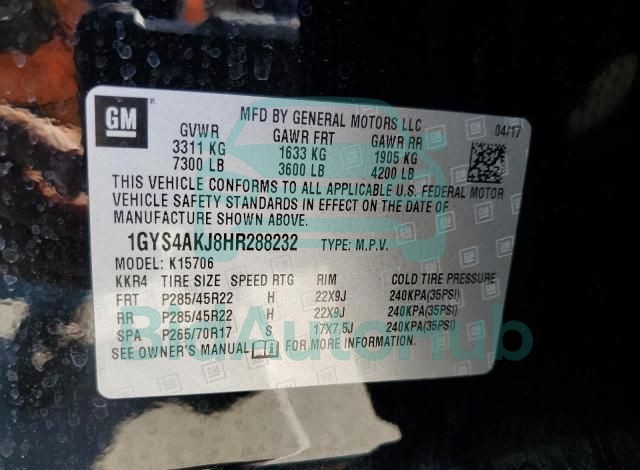 GM
MFD BY GENERAL MOTORS LLC 04/17
GVWR GAWR FRT GAWR RR
3311 KG 1633 KG 1905 KG
7300 LB 3600 LB 4200 LB
THIS VEHICLE CONFORMS TO ALL APPLICABLE U.S. FEDERAL MOTOR
VEHICLE SAFETY STANDARDS IN EFFECT ON THE DATE OF
MANUFACTURE SHOWN ABOVE.
1GYS4AKJ8HR288232 TYPE: M.P.V.
MODEL: K15706
KKR4 TIRE SIZE SPEED RTG RIM COLD TIRE PRESSURE
FRT P285/45R22 H 22X9J 240KPA(35PSI)
RR P285/45R22 H 22X9J 240KPA(35PSI)
SPA P265/70R17 S 17X7.5J 240KPA(35PSI)
SEE OWNER'S MANUAL FOR MORE INFORMATION
AutoHub